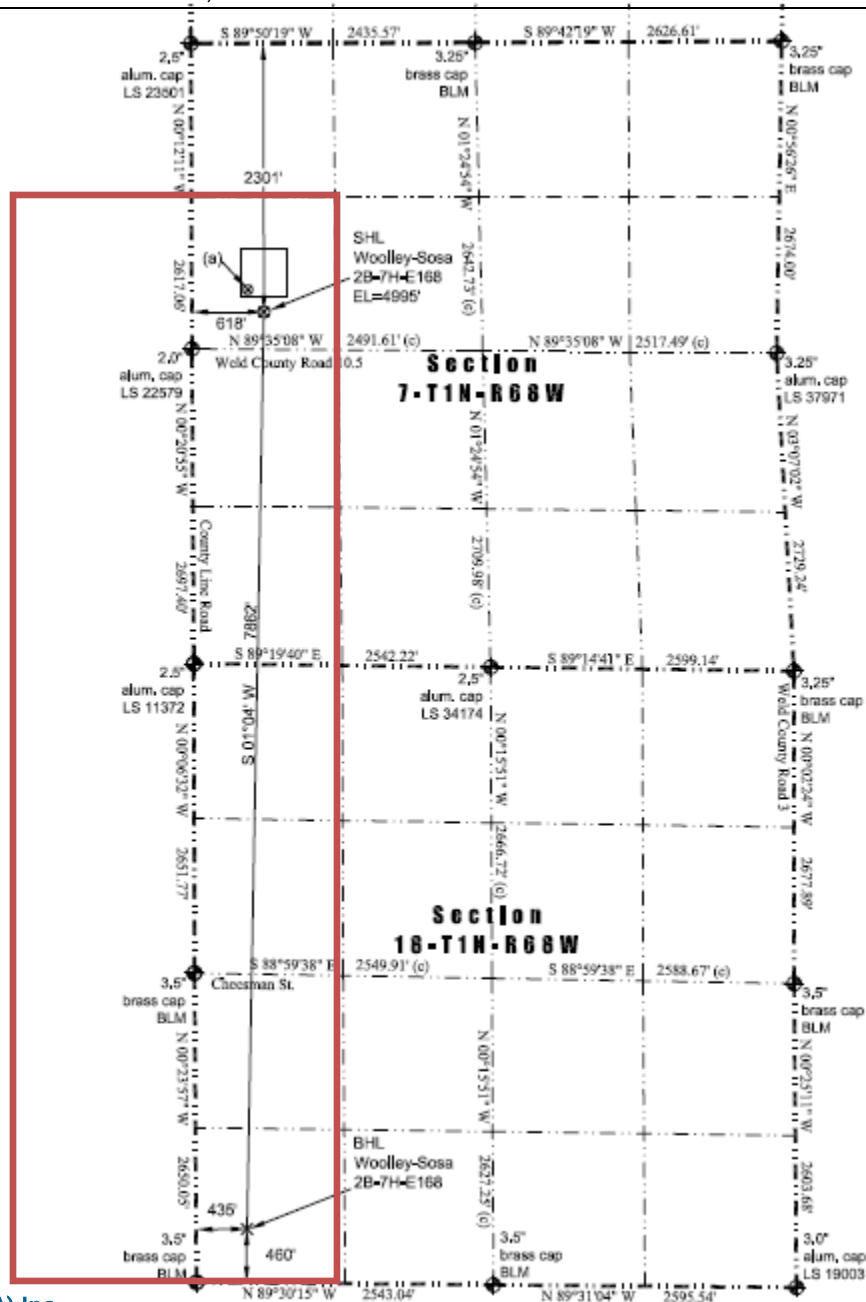 S 89°50'19" W 2435.57' S 89°42'19" W 2626.61'
2.5"
alum. cap
LS 23501
3.25"
brass cap
BLM
3.25"
brass cap
BLM
N 00°12'11" W
N 01°24'54" W
N 00°56'26" E
2301'
SHL
Woolley-Sosa
2B-7H-E168
EL=4995'
(a)
2617.06'
2642.73' (c)
2674.00'
618'
N 89°35'08" W 2491.61' (c) N 89°35'08" W 2517.49' (c)
Weld County Road 10.5
2.0"
alum. cap
LS 22579
Section
7-T1N-R68W
3.25"
alum. cap
LS 37971
N 00°20'55" W
N 01°24'54" W
N 03°07'02" W
County Line Road
2697.40'
2709.98' (c)
2729.24'
S 01°04' W 7862'
S 89°19'40" E 2542.22' S 89°14'41" E 2599.14'
2.5"
alum. cap
LS 11372
2.5"
alum. cap
LS 34174
3.25"
brass cap
BLM
Weld County Road 3
N 00°06'32" W
N 00°15'51" W
N 00°02'24" W
2651.77'
2666.72' (c)
2677.89'
Section
18-T1N-R68W
S 88°59'38" E 2549.91' (c) S 88°59'38" E 2588.67' (c)
Cheesman St.
3.5"
brass cap
BLM
3.5"
brass cap
BLM
N 00°23'57" W
N 00°15'51" W
N 00°25'11" W
BHL
Woolley-Sosa
2B-7H-E168
2650.05'
2627.25' (c)
2603.68'
435'
460'
3.5"
brass cap
BLM
3.5"
brass cap
BLM
3.0"
alum. cap
LS 19003
N 89°30'15" W 2543.04' N 89°31'04" W 2595.54'